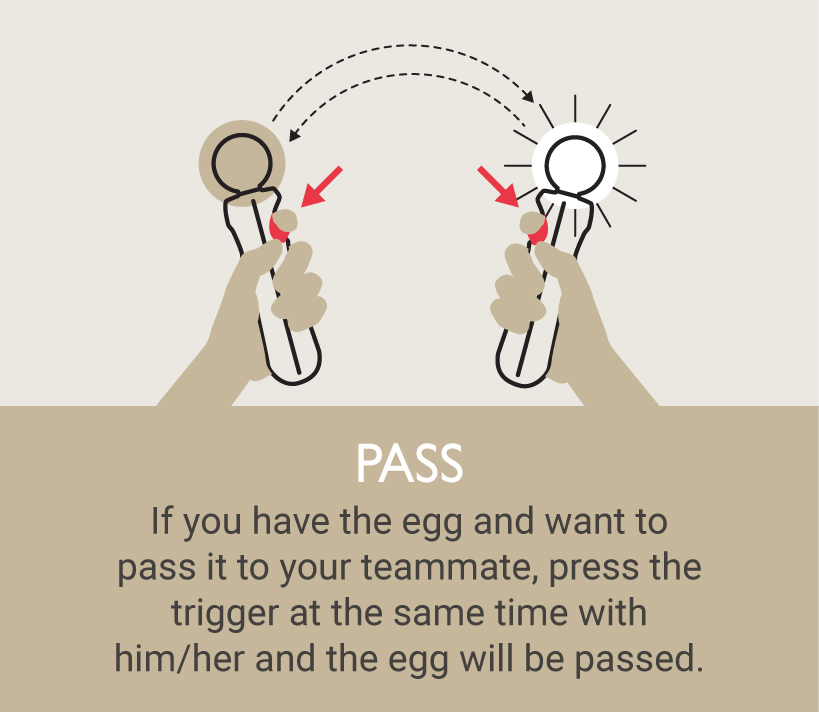 PASS
If you have the egg and want to
pass it to your teammate, press the
trigger at the same time with
him/her and the egg will be passed.